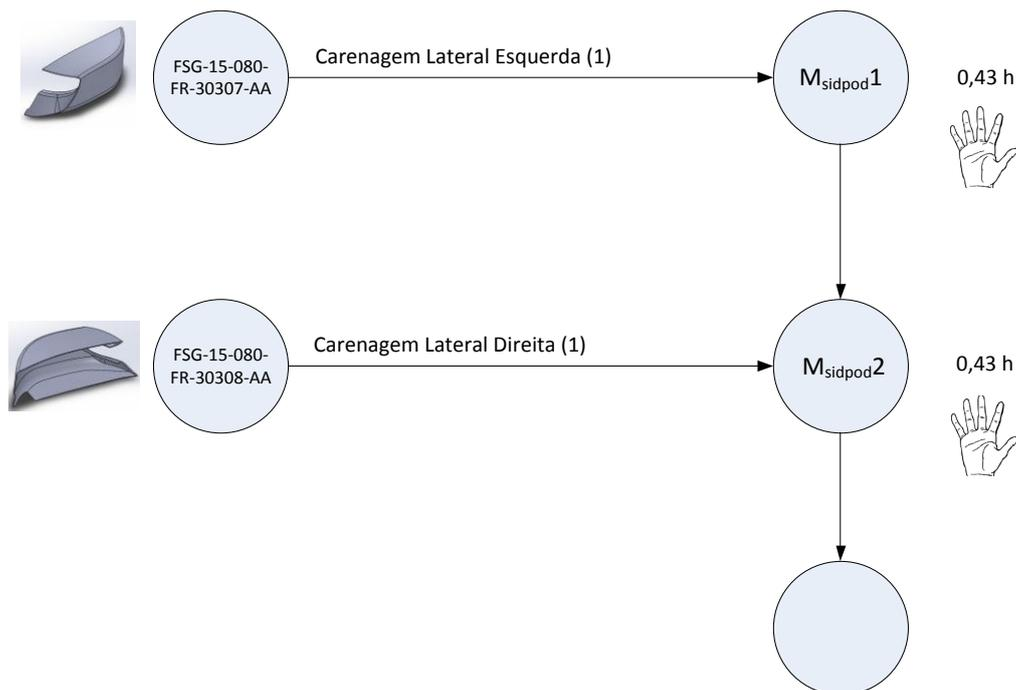 FSG-15-080-
FR-30307-AA
Carenagem Lateral Esquerda (1)
Msidpod1
0,43 h
FSG-15-080-
FR-30308-AA
Carenagem Lateral Direita (1)
Msidpod2
0,43 h